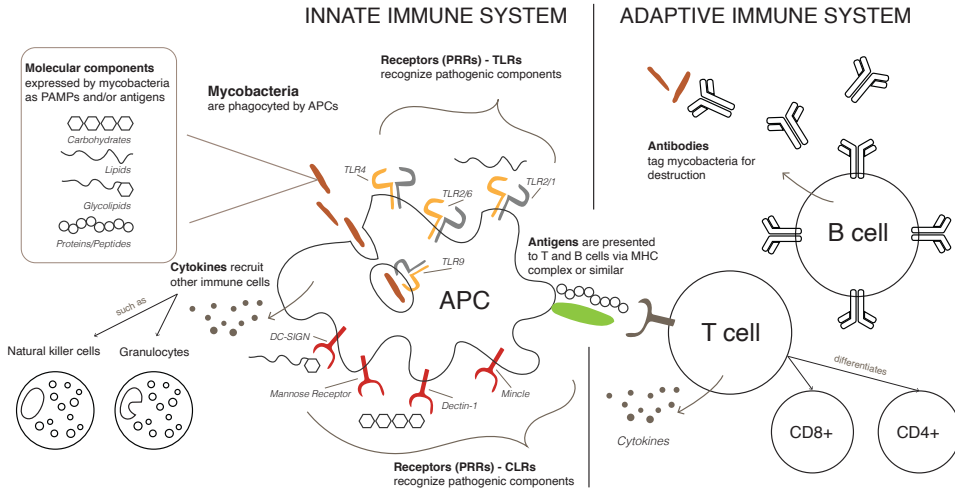 INNATE IMMUNE SYSTEM
ADAPTIVE IMMUNE SYSTEM
Molecular components
expressed by mycobacteria
as PAMPs and/or antigens
Carbohydrates
Lipids
Glycolipids
Proteins/Peptides
Mycobacteria
are phagocyted by APCs
Receptors (PRRs) - TLRs
recognize pathogenic components
TLR4
TLR2/6
TLR2/1
TLR9
APC
Cytokines recruit
other immune cells
such as
Natural killer cells
Granulocytes
DC-SIGN
Mannose Receptor
Dectin-1
Mincle
Receptors (PRRs) - CLRs
recognize pathogenic components
Antigens are presented
to T and B cells via MHC
complex or similar
Antibodies
tag mycobacteria for
destruction
B cell
T cell
differentiates
Cytokines
CD8+
CD4+